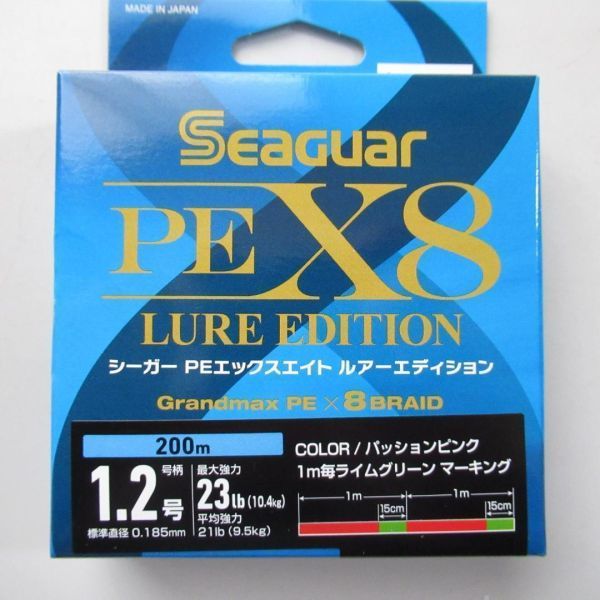 MADE IN JAPAN
SEAGUAR
PE X8
LURE EDITION
シーガー PEエックスエイト ルアーエディション
Grandmax PE × 8 BRAID
200m
1.2号 号柄
標準直径 0.185mm
最大強力
23lb (10.4kg)
平均強力
21lb (9.5kg)
COLOR / パッションピンク
1m毎ライムグリーン マーキング
1m 1m
15cm 15cm